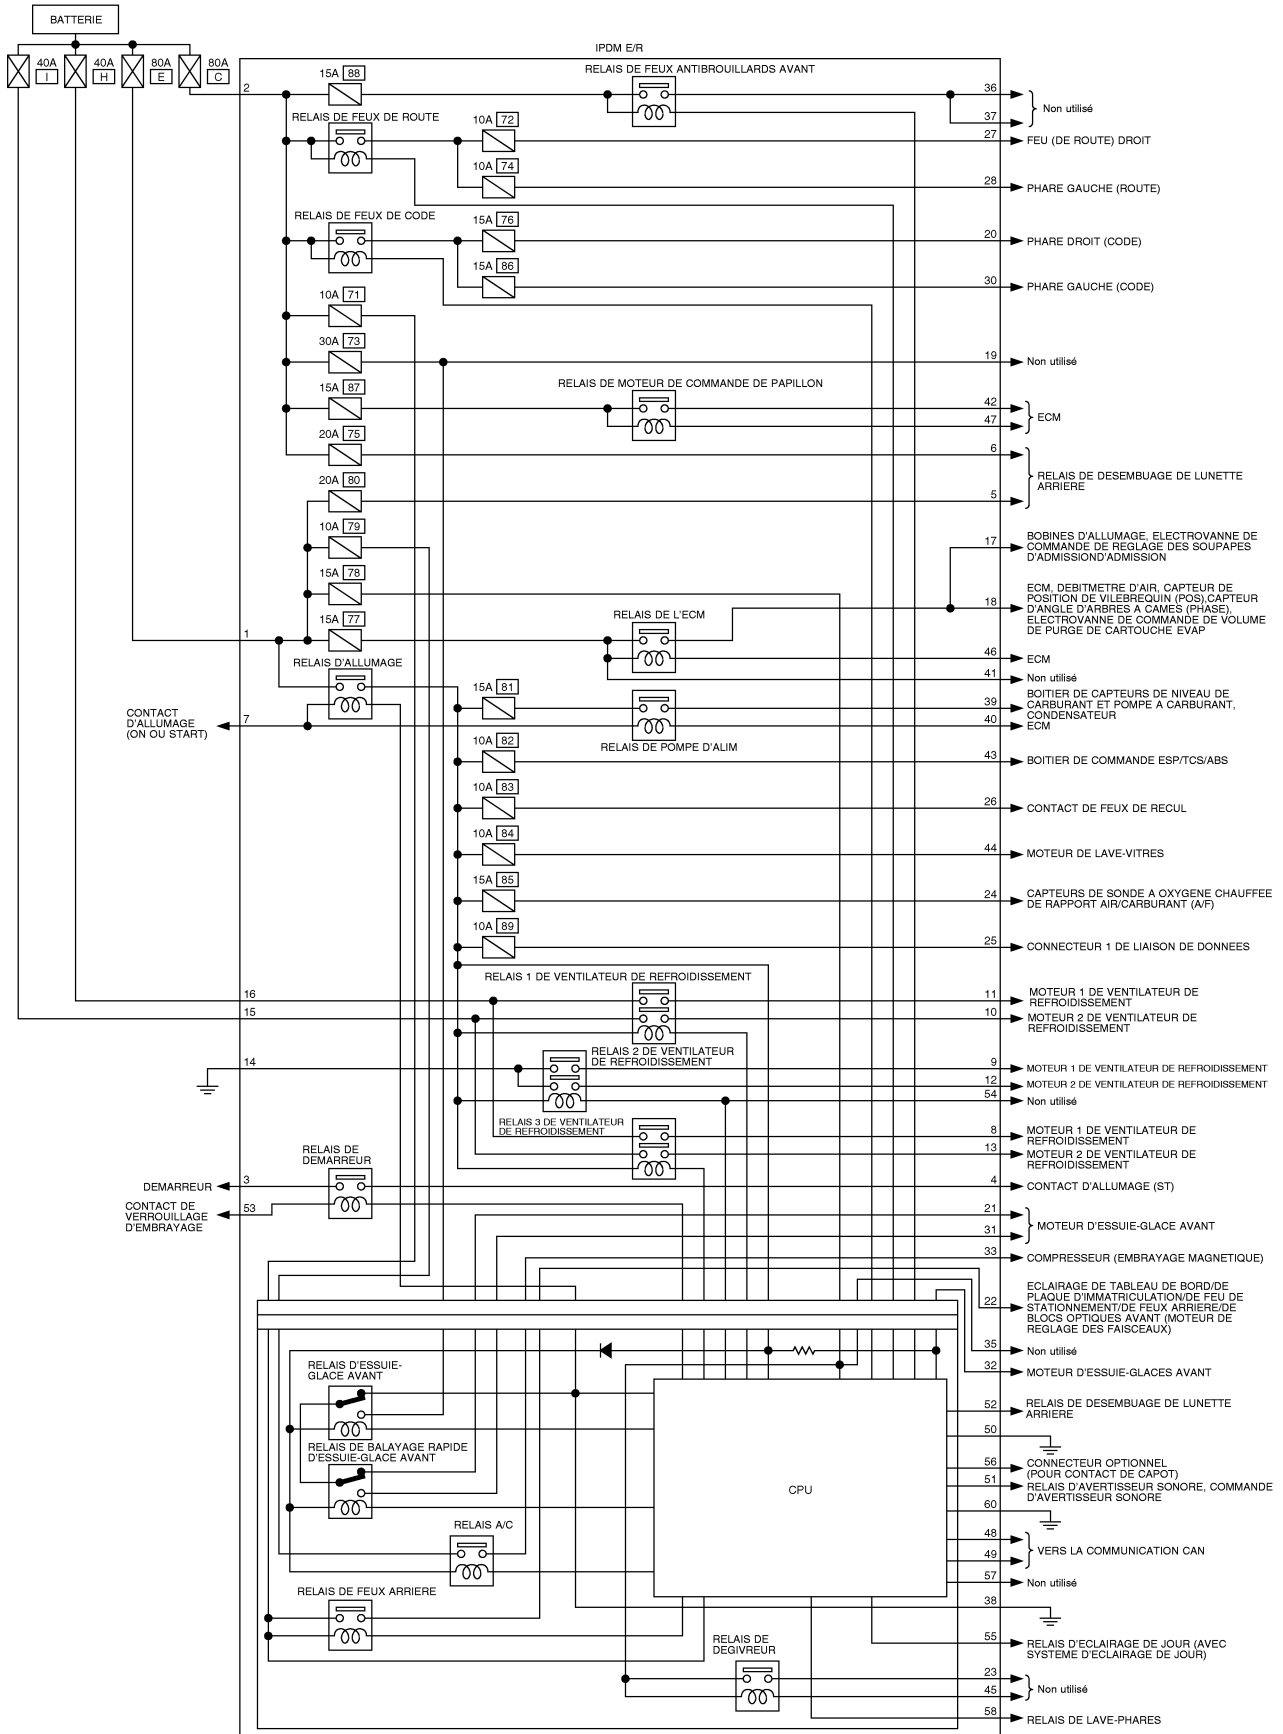 BATTERIE
40A
I
40A
H
80A
E
80A
C
IPDM E/R
2
15A 88
RELAIS DE FEUX ANTIBROUILLARDS AVANT
36
37
Non utilisé
RELAIS DE FEUX DE ROUTE
10A 72
27
FEU (DE ROUTE) DROIT
10A 74
28
PHARE GAUCHE (ROUTE)
RELAIS DE FEUX DE CODE
15A 76
20
PHARE DROIT (CODE)
15A 86
30
PHARE GAUCHE (CODE)
10A 71
30A 73
19
Non utilisé
15A 87
RELAIS DE MOTEUR DE COMMANDE DE PAPILLON
42
47
ECM
20A 75
6
20A 80
5
RELAIS DE DESEMBUAGE DE LUNETTE
ARRIERE
10A 79
17
BOBINES D'ALLUMAGE, ELECTROVANNE DE
COMMANDE DE REGLAGE DES SOUPAPES
D'ADMISSIOND'ADMISSION
15A 78
18
ECM, DEBITMETRE D'AIR, CAPTEUR DE
POSITION DE VILEBREQUIN (POS),CAPTEUR
D'ANGLE D'ARBRES A CAMES (PHASE),
ELECTROVANNE DE COMMANDE DE VOLUME
DE PURGE DE CARTOUCHE EVAP
1
15A 77
RELAIS DE L'ECM
46
ECM
41
Non utilisé
RELAIS D'ALLUMAGE
15A 81
39
BOITIER DE CAPTEURS DE NIVEAU DE
CARBURANT ET POMPE A CARBURANT,
CONDENSATEUR
CONTACT
D'ALLUMAGE
(ON OU START)
7
40
ECM
RELAIS DE POMPE D'ALIM
10A 82
43
BOITIER DE COMMANDE ESP/TCS/ABS
10A 83
26
CONTACT DE FEUX DE RECUL
10A 84
44
MOTEUR DE LAVE-VITRES
15A 85
24
CAPTEURS DE SONDE A OXYGENE CHAUFFEE
DE RAPPORT AIR/CARBURANT (A/F)
10A 89
25
CONNECTEUR 1 DE LIAISON DE DONNEES
RELAIS 1 DE VENTILATEUR DE REFROIDISSEMENT
16
11
MOTEUR 1 DE VENTILATEUR DE
REFROIDISSEMENT
15
10
MOTEUR 2 DE VENTILATEUR DE
REFROIDISSEMENT
14
RELAIS 2 DE VENTILATEUR
DE REFROIDISSEMENT
9
MOTEUR 1 DE VENTILATEUR DE REFROIDISSEMENT
12
MOTEUR 2 DE VENTILATEUR DE REFROIDISSEMENT
54
Non utilisé
RELAIS 3 DE VENTILATEUR
DE REFROIDISSEMENT
8
MOTEUR 1 DE VENTILATEUR DE
REFROIDISSEMENT
13
MOTEUR 2 DE VENTILATEUR DE
REFROIDISSEMENT
RELAIS DE
DEMARREUR
DEMARREUR
3
4
CONTACT D'ALLUMAGE (ST)
CONTACT DE
VERROUILLAGE
D'EMBRAYAGE
53
21
31
MOTEUR D'ESSUIE-GLACE AVANT
33
COMPRESSEUR (EMBRAYAGE MAGNETIQUE)
22
ECLAIRAGE DE TABLEAU DE BORD/DE
PLAQUE D'IMMATRICULATION/DE FEU DE
STATIONNEMENT/DE FEUX ARRIERE/DE
BLOCS OPTIQUES AVANT (MOTEUR DE
REGLAGE DES FAISCEAUX)
35
Non utilisé
RELAIS D'ESSUIE-
GLACE AVANT
32
MOTEUR D'ESSUIE-GLACES AVANT
52
RELAIS DE DESEMBUAGE DE LUNETTE
ARRIERE
50
RELAIS DE BALAYAGE RAPIDE
D'ESSUIE-GLACE AVANT
56
CONNECTEUR OPTIONNEL
(POUR CONTACT DE CAPOT)
51
RELAIS D'AVERTISSEUR SONORE, COMMANDE
D'AVERTISSEUR SONORE
CPU
60
RELAIS A/C
48
49
VERS LA COMMUNICATION CAN
57
Non utilisé
RELAIS DE FEUX ARRIERE
38
RELAIS DE
DEGIVREUR
55
RELAIS D'ECLAIRAGE DE JOUR (AVEC
SYSTEME D'ECLAIRAGE DE JOUR)
23
45
Non utilisé
58
RELAIS DE LAVE-PHARES